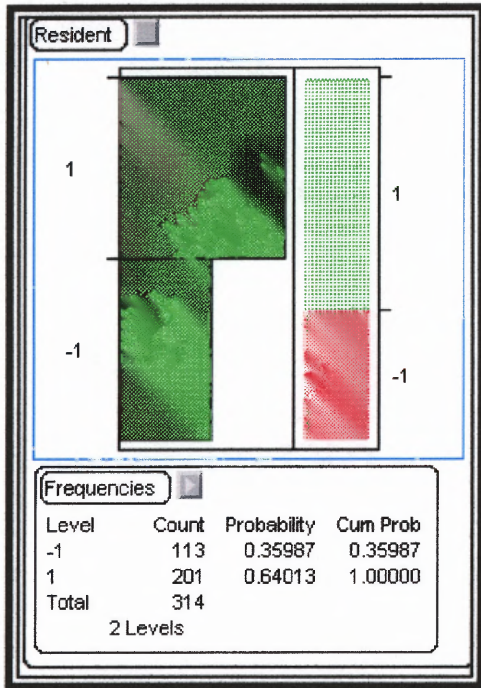 Resident
1
1
-1
-1
Frequencies
Level Count Probability Cum Prob
-1 113 0.35987 0.35987
1 201 0.64013 1.00000
Total 314
2 Levels